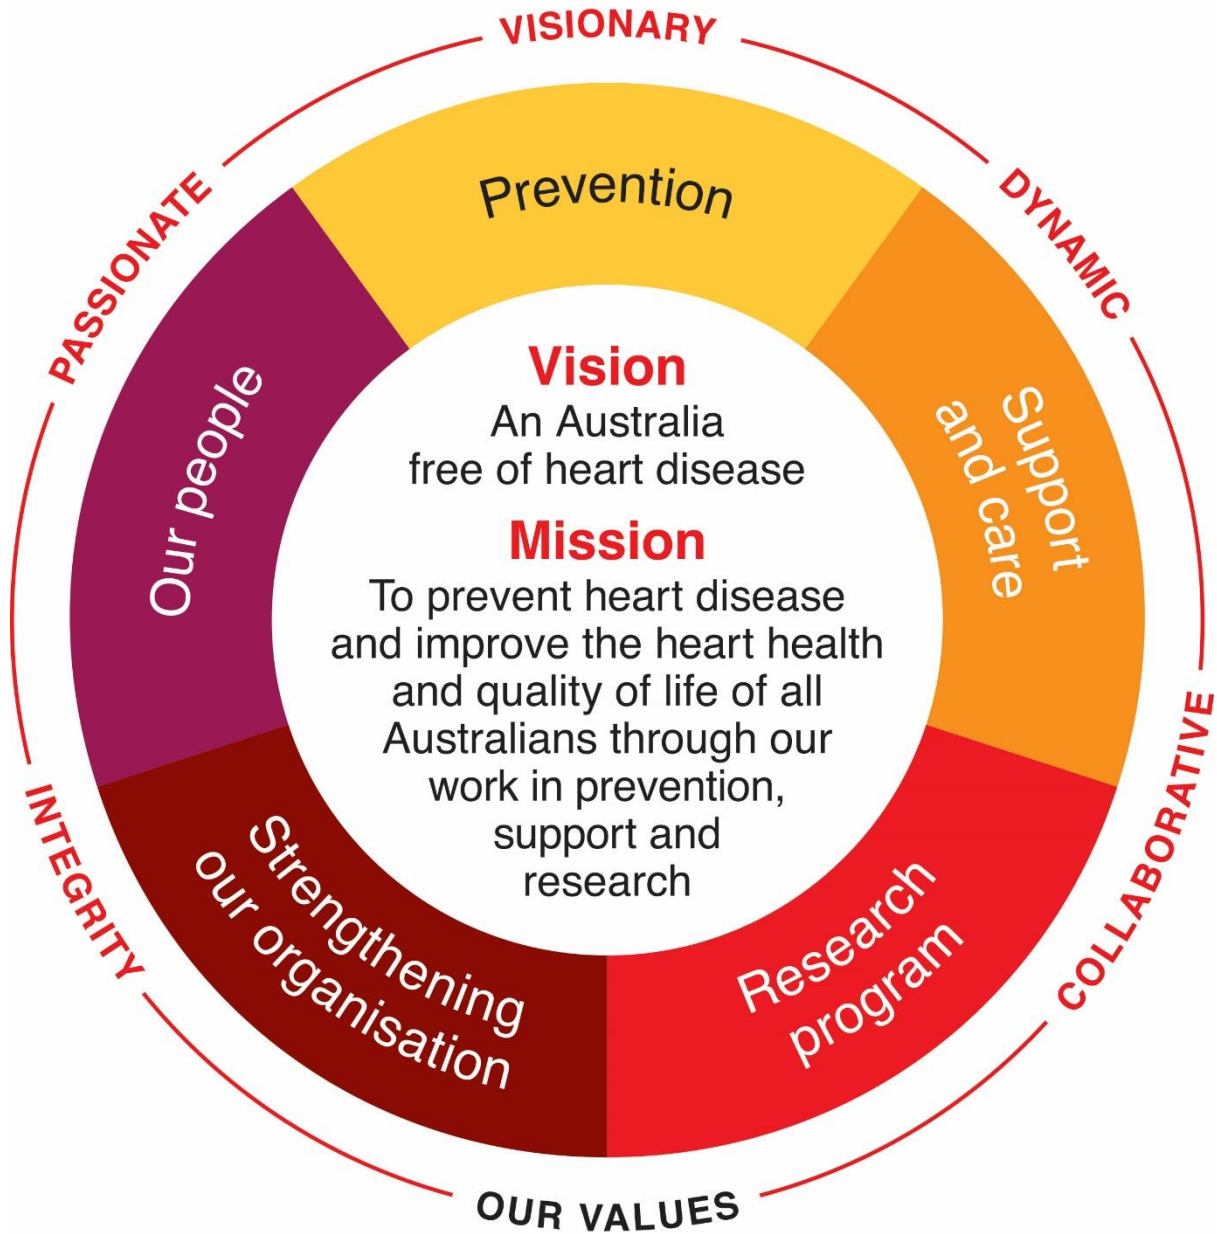 VISIONARY
DYNAMIC
COLLABORATIVE
OUR VALUES
INTEGRITY
PASSIONATE
Prevention
Support
and care
Research
program
Strengthening
our organisation
Our people
Vision
An Australia
free of heart disease
Mission
To prevent heart disease
and improve the heart health
and quality of life of all
Australians through our
work in prevention,
support and
research